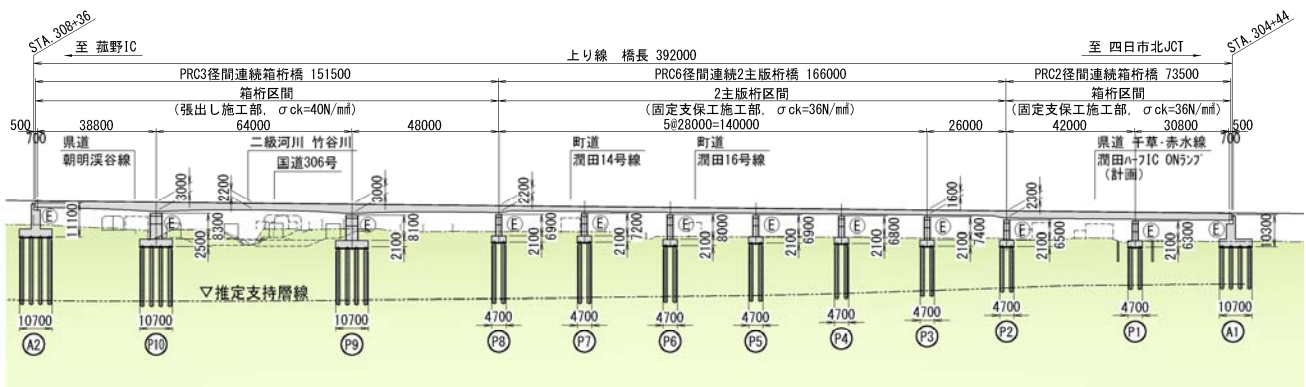 STA. 308+36
STA. 304+44
至 菰野IC
至 四日市北JCT
上り線 橋長 392000
PRC3径間連続箱桁橋 151500
PRC6径間連続2主版桁橋 166000
PRC2径間連続箱桁橋 73500
箱桁区間
2主版桁区間
箱桁区間
(張出し施工部, σck=40N/㎟)
(固定支保工施工部, σck=36N/㎟)
(固定支保工施工部, σck=36N/㎟)
500
700
38800
64000
48000
5@28000=140000
26000
42000
30800
700
500
県道
朝明渓谷線
二級河川 竹谷川
国道306号
町道
潤田14号線
町道
潤田16号線
県道 千草・赤水線
潤田ハーフIC ONランプ
(計画)
3000
2200
3000
2200
1600
2200
E
E
E
E
E
E
E
E
E
E
E
E
11100
2500
8300
2100
8100
2100
6900
2100
7200
2100
8000
2100
6900
2100
6800
2100
7400
2100
6500
2100
6300
10300
▽推定支持層線
10700
10700
10700
4700
4700
4700
4700
4700
4700
4700
4700
10700
A2
P10
P9
P8
P7
P6
P5
P4
P3
P2
P1
A1